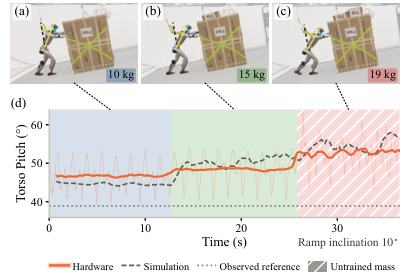 (a)
(b)
(c)
10 kg
15 kg
19 kg
(d)
Torso Pitch (°)
60
50
40
0
10
20
30
Time (s)
Ramp inclination 10°
Hardware
Simulation
Observed reference
Untrained mass